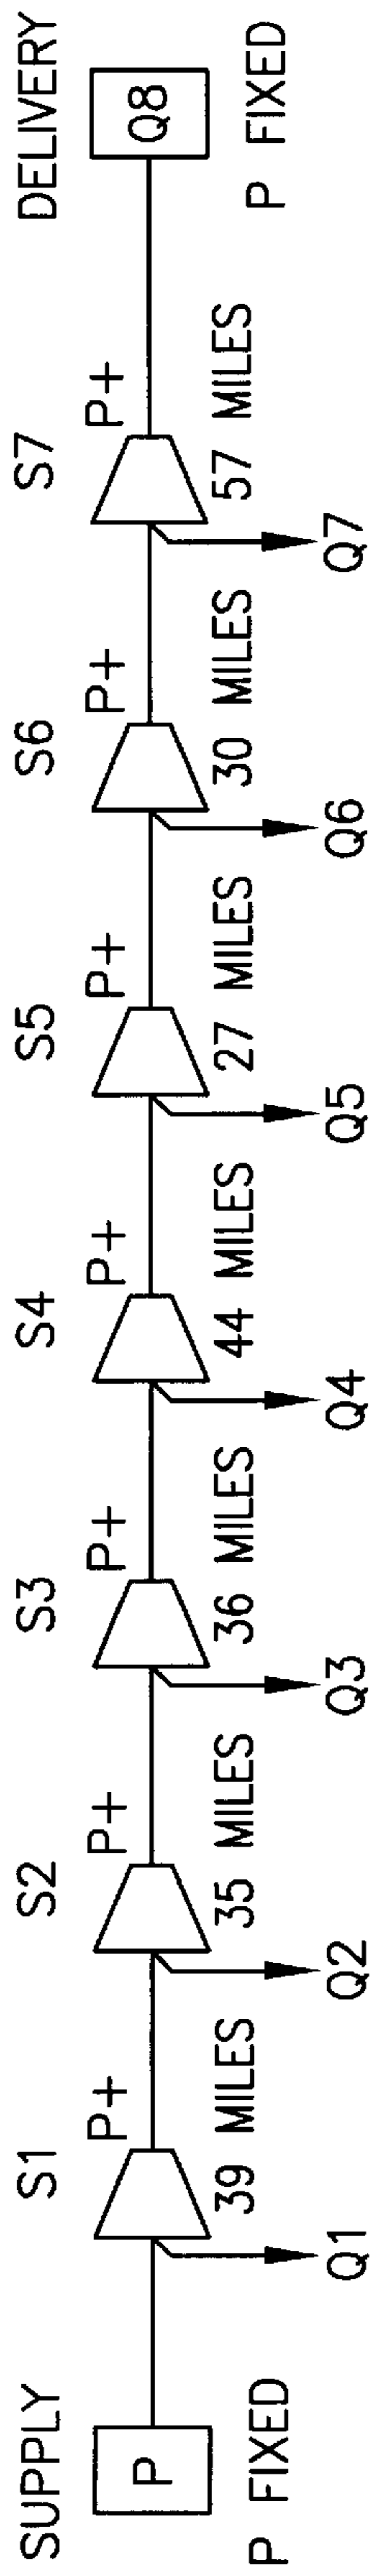 SUPPLY S1 S2 S3 S4 S5 S6 S7 DELIVERY
P+ P+ P+ P+ P+ P+ P+
P Q8
39 MILES 35 MILES 36 MILES 44 MILES 27 MILES 30 MILES 57 MILES
P FIXED P FIXED
Q1 Q2 Q3 Q4 Q5 Q6 Q7